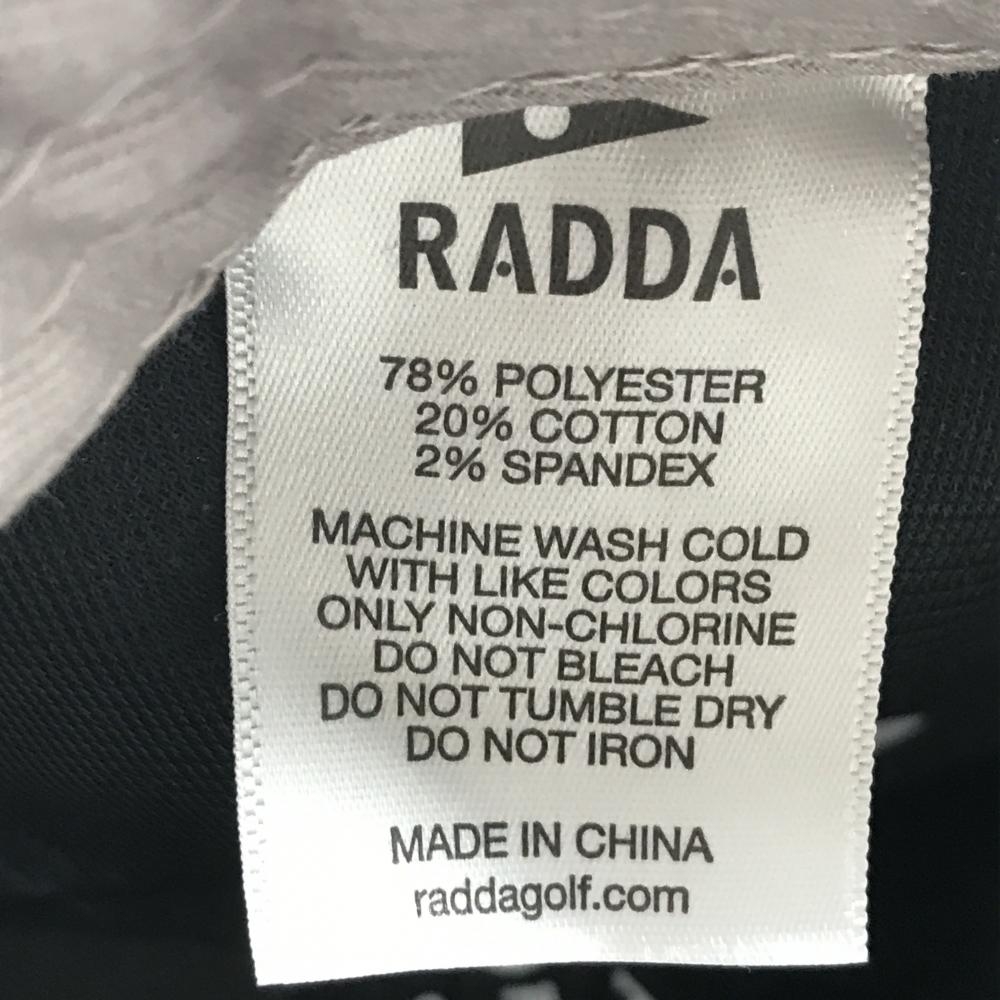 RADDA
78% POLYESTER
20% COTTON
2% SPANDEX
MACHINE WASH COLD
WITH LIKE COLORS
ONLY NON-CHLORINE
DO NOT BLEACH
DO NOT TUMBLE DRY
DO NOT IRON
MADE IN CHINA
raddagolf.com